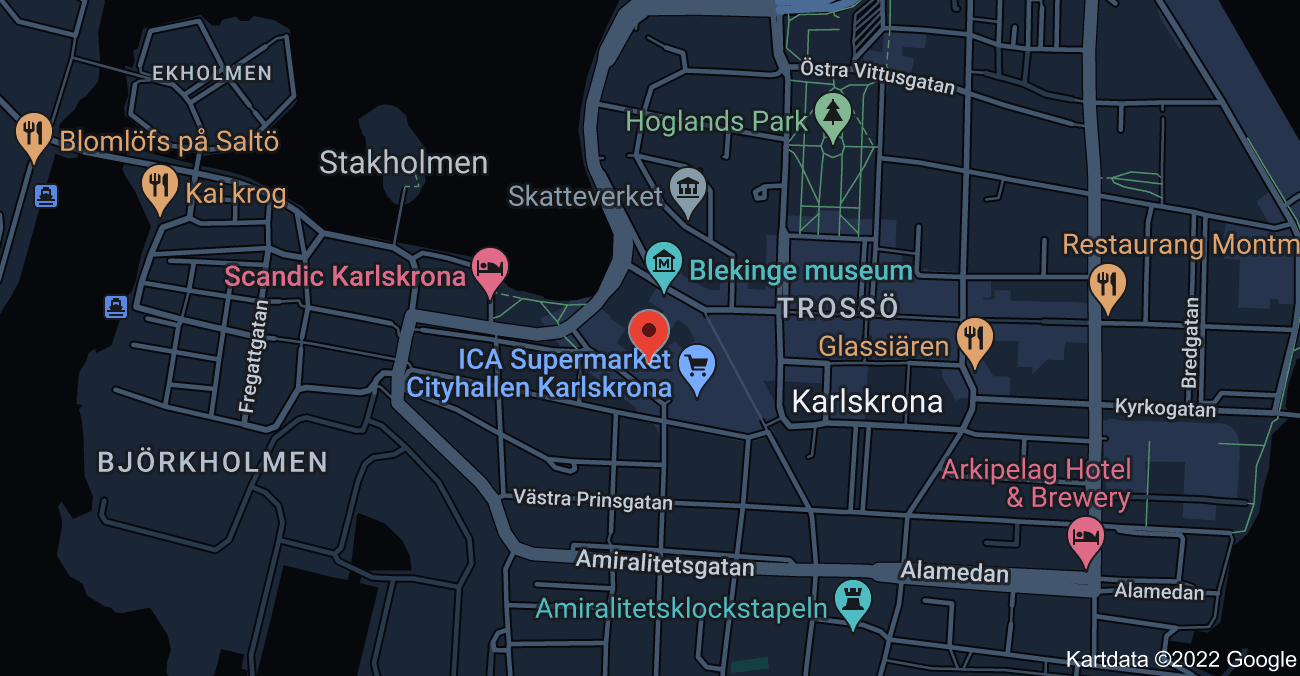 EKHOLMEN
Östra Vittusgatan
Hoglands Park
Blomlöfs på Saltö
Stakholmen
Kai krog
Skatteverket
Restaurang Montm
Scandic Karlskrona
Blekinge museum
TROSSÖ
Fregattgatan
Bredgatan
Glassiären
ICA Supermarket
Cityhallen Karlskrona
Karlskrona
Kyrkogatan
BJÖRKHOLMEN
Arkipelag Hotel
& Brewery
Västra Prinsgatan
Amiralitetsgatan
Alamedan
Alamedan
Amiralitetsklockstapeln
Kartdata ©2022 Google